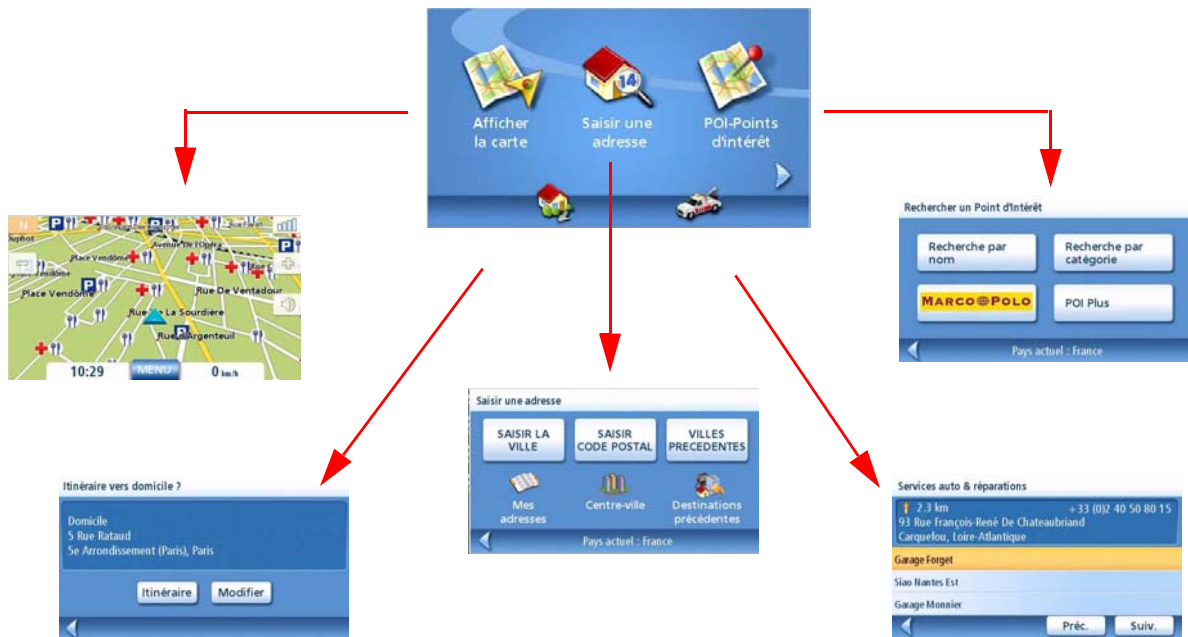 14
Afficher
la carte
Saisir une
adresse
POI-Points
d'intérêt
N
Avenue De l'Opéra
Place Vendôme
Place Vendôme
Rue De Ventadour
Rue De La Sourdière
Rue D'Argenteuil
10:29
MENU
0 km/h
Rechercher un Point d'Intérêt
Recherche par
nom
Recherche par
catégorie
MARCO POLO
POI Plus
Pays actuel : France
Saisir une adresse
SAISIR LA
VILLE
SAISIR
CODE POSTAL
VILLES
PRECEDENTES
Mes
adresses
Centre-ville
Destinations
précédentes
Pays actuel : France
Itinéraire vers domicile ?
Domicile
5 Rue Rataud
5e Arrondissement (Paris), Paris
Itinéraire
Modifier
Services auto & réparations
2.3 km
+33 (0)2 40 50 80 15
93 Rue François-René De Chateaubriand
Carquefou, Loire-Atlantique
Garage Forget
Siao Nantes Est
Garage Monnier
Préc.
Suiv.